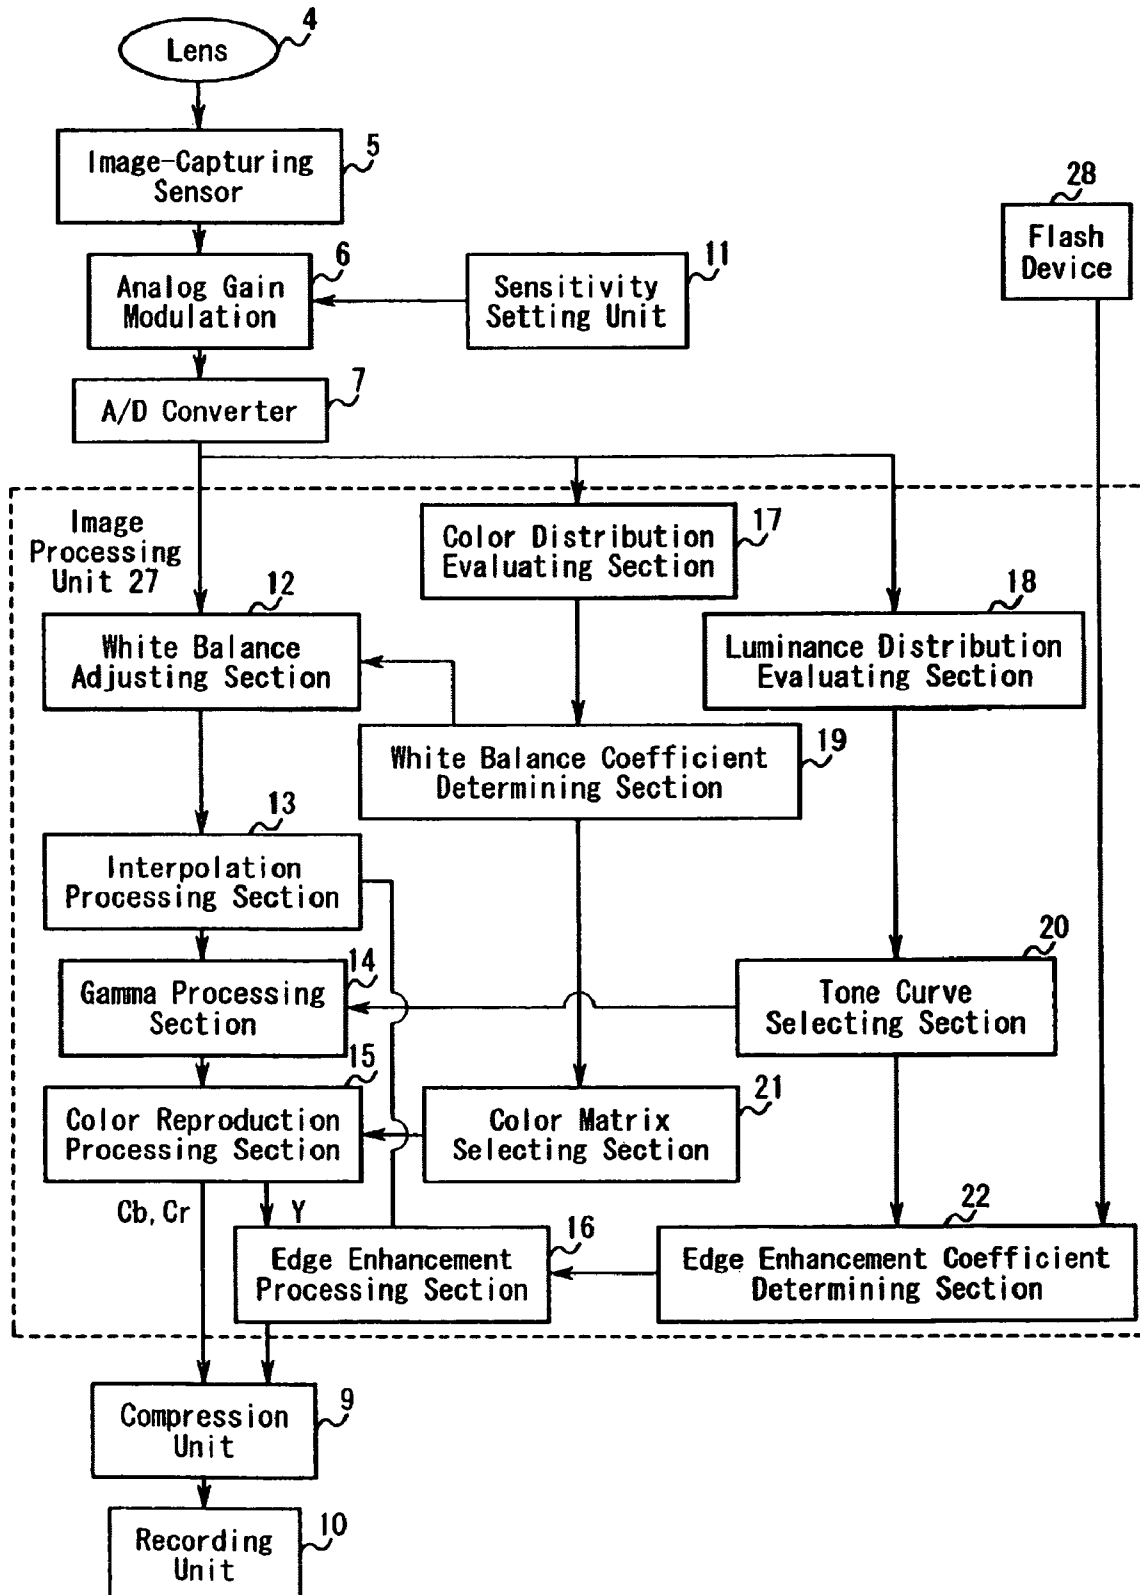 4
Lens
5
Image-Capturing
Sensor
28
Flash
Device
6
Analog Gain
Modulation
11
Sensitivity
Setting Unit
7
A/D Converter
Image
Processing
Unit 27
17
Color Distribution
Evaluating Section
12
White Balance
Adjusting Section
18
Luminance Distribution
Evaluating Section
19
White Balance Coefficient
Determining Section
13
Interpolation
Processing Section
14
Gamma Processing
Section
20
Tone Curve
Selecting Section
15
Color Reproduction
Processing Section
21
Color Matrix
Selecting Section
Cb, Cr
Y
16
Edge Enhancement
Processing Section
22
Edge Enhancement Coefficient
Determining Section
9
Compression
Unit
10
Recording
Unit